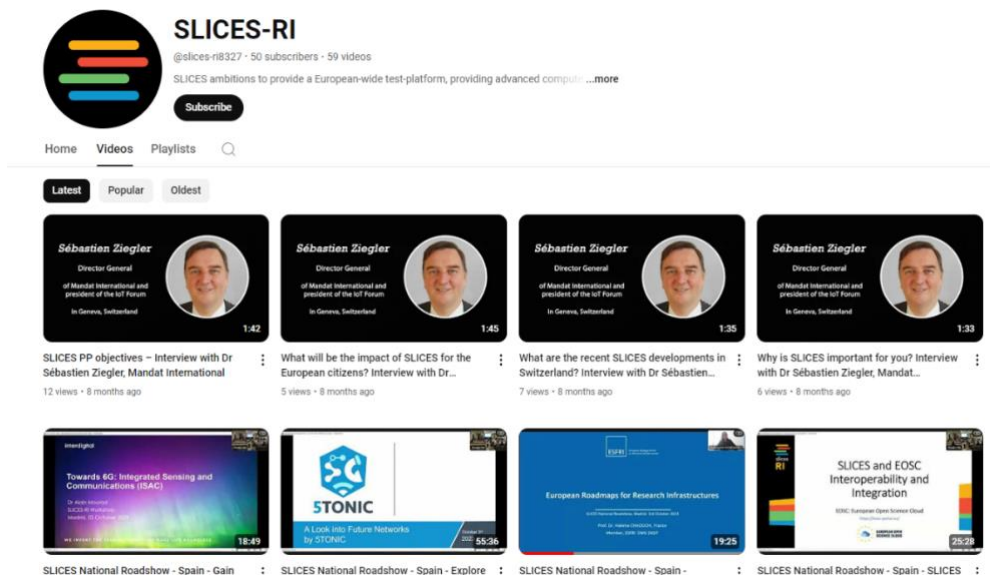 SLICES-RI
@slices-ri8327 · 50 subscribers · 59 videos
SLICES ambitions to provide a European-wide test-platform, providing advanced compute ...more
Subscribe
Home Videos Playlists
Latest Popular Oldest
Sébastien Ziegler
Director General
of Mandat International and
president of the IoT Forum
In Geneva, Switzerland
1:42
Sébastien Ziegler
Director General
of Mandat International and
president of the IoT Forum
In Geneva, Switzerland
1:45
Sébastien Ziegler
Director General
of Mandat International and
president of the IoT Forum
In Geneva, Switzerland
1:35
Sébastien Ziegler
Director General
of Mandat International and
president of the IoT Forum
In Geneva, Switzerland
1:33
SLICES PP objectives – Interview with Dr
Sébastien Ziegler, Mandat International
12 views • 8 months ago
What will be the impact of SLICES for the
European citizens? Interview with Dr...
5 views • 8 months ago
What are the recent SLICES developments in
Switzerland? Interview with Dr Sébastien...
7 views • 8 months ago
Why is SLICES important for you? Interview
with Dr Sébastien Ziegler, Mandat...
6 views • 8 months ago
interdigital
Towards 6G: Integrated Sensing and
Communications (ISAC)
SLICES-RI Workshop
18:49
5TONIC
A Look into Future Networks
by 5TONIC
55:36
ESFRI
European Roadmaps for Research Infrastructures
19:25
RI
SLICES and EOSC
Interoperability and
Integration
EOSC: European Open Science Cloud
25:28
SLICES National Roadshow - Spain - Gain
SLICES National Roadshow - Spain - Explore
SLICES National Roadshow - Spain -
SLICES National Roadshow - Spain - SLICES